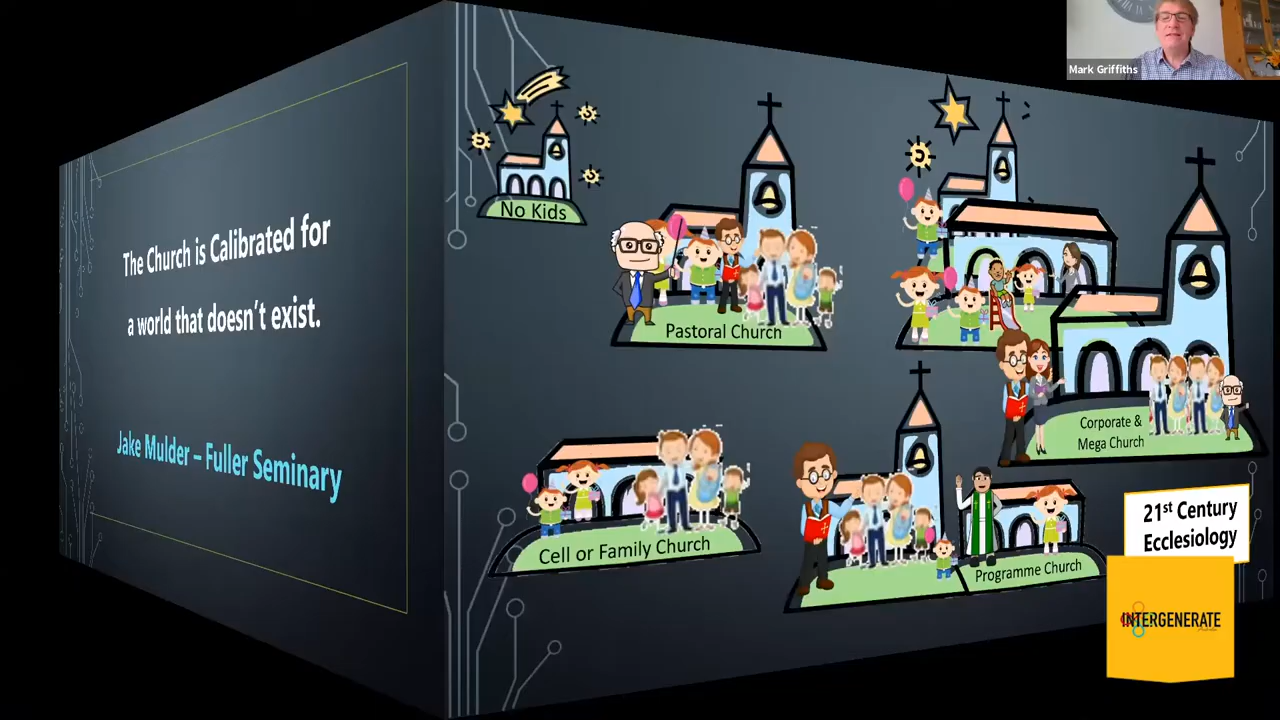 Mark Griffiths
The Church is Calibrated for
a world that doesn't exist.
Jake Mulder – Fuller Seminary
No Kids
Pastoral Church
Corporate &
Mega Church
Cell or Family Church
Programme Church
21st Century
Ecclesiology
INTERGENERATE